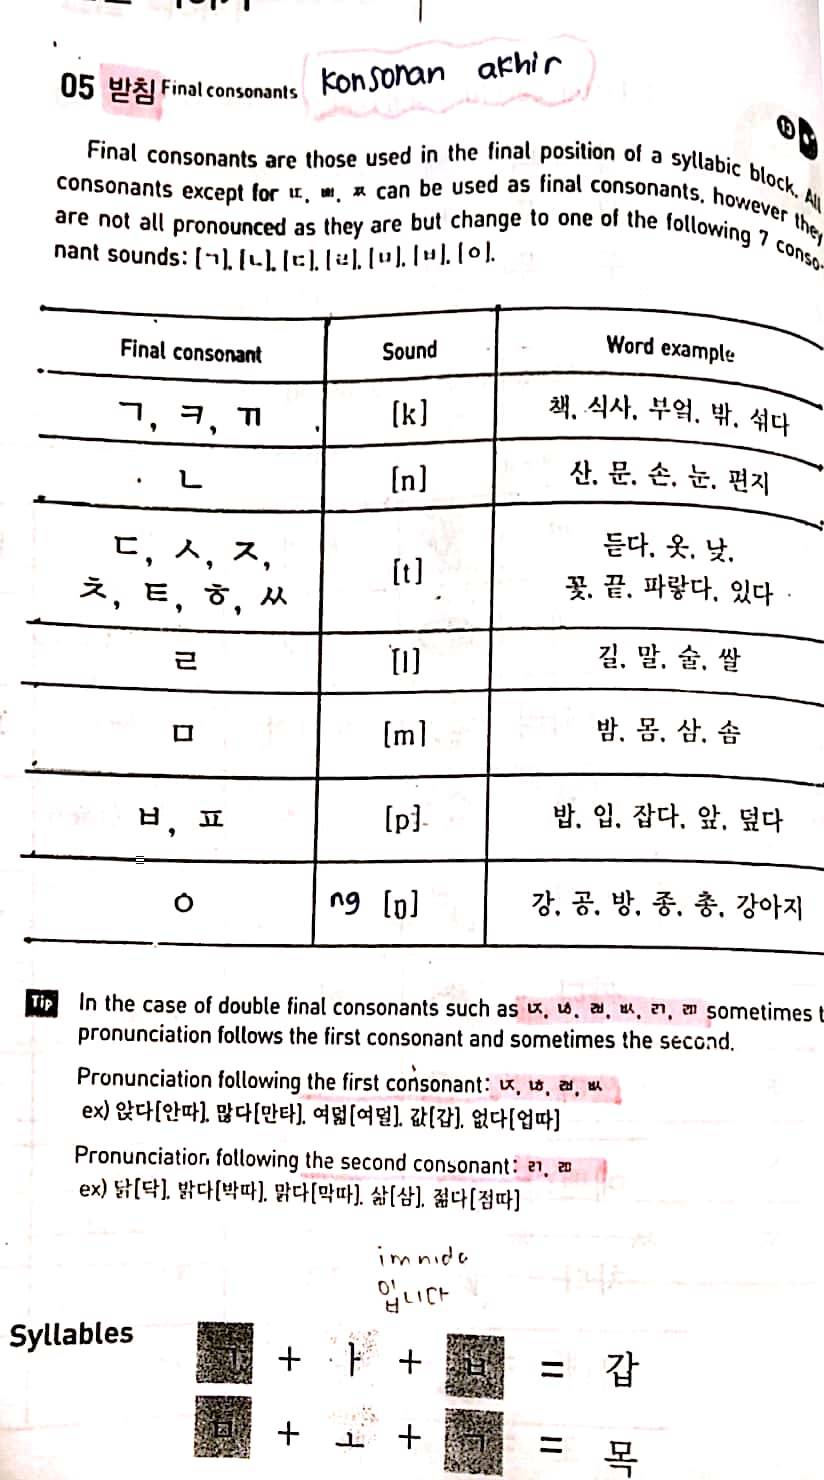 05 받침 Final consonants konsonan akhir
Final consonants are those used in the final position of a syllabic block. All
consonants except for ㄸ, ㅃ, ㅉ can be used as final consonants, however they
are not all pronounced as they are but change to one of the following 7 conso-
nant sounds: [ㄱ], [ㄴ], [ㄷ], [ㄹ], [ㅁ], [ㅂ], [ㅇ].
Final consonant Sound Word example
ㄱ, ㅋ, ㄲ [k] 책, 식사, 부엌, 밖, 섞다
ㄴ [n] 산, 문, 손, 눈, 편지
ㄷ, ㅅ, ㅈ, 듣다, 옷, 낮,
[t]
ㅊ, ㅌ, ㅎ, ㅆ 꽃, 끝, 파랗다, 있다
ㄹ [l] 길, 말, 술, 쌀
ㅁ [m] 밤, 몸, 삼, 솜
ㅂ, ㅍ [p] 밥, 입, 잡다, 앞, 덮다
ㅇ ng [ŋ] 강, 공, 방, 종, 총, 강아지
Tip In the case of double final consonants such as ㄵ, ㄶ, ㄼ, ㅄ, ㄺ, ㄻ sometimes
pronunciation follows the first consonant and sometimes the second.
Pronunciation following the first consonant: ㄵ, ㄶ, ㄼ, ㅄ
ex) 앉다[안따], 많다[만타], 여덟[여덜], 값[갑], 없다[업따]
Pronunciation following the second consonant: ㄺ, ㄻ
ex) 닭[닥], 밝다[박따], 맑다[막따], 삶[삼], 젊다[점따]
imnida
입니다
Syllables
ㄱ + ㅏ + ㅂ = 갑
ㅁ + ㅗ + ㄱ = 목